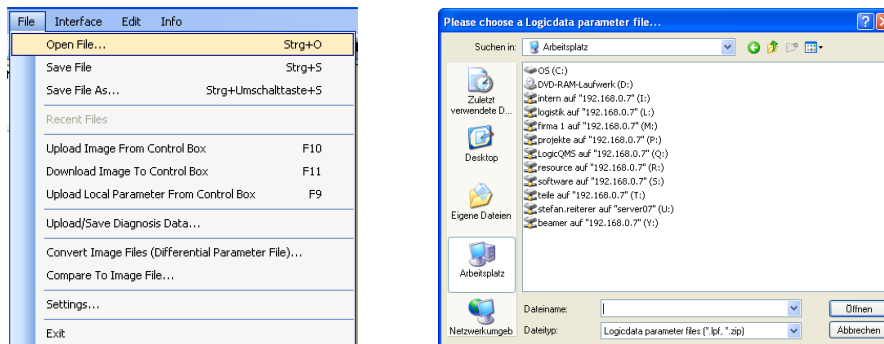 File Interface Edit Info
Open File... Strg+O
Save File Strg+S
Save File As... Strg+Umschalttaste+S
Recent Files
Upload Image From Control Box F10
Download Image To Control Box F11
Upload Local Parameter From Control Box F9
Upload/Save Diagnosis Data...
Convert Image Files (Differential Parameter File)...
Compare To Image File...
Settings...
Exit
Please choose a Logicdata parameter file...
Suchen in: Arbeitsplatz
Zuletzt
verwendete D...
Desktop
Eigene Dateien
Arbeitsplatz
Netzwerkumgeb
OS (C:)
DVD-RAM-Laufwerk (D:)
intern auf "192.168.0.7" (I:)
logistik auf "192.168.0.7" (L:)
firma 1 auf "192.168.0.7" (M:)
projekte auf "192.168.0.7" (P:)
LogicQMS auf "192.168.0.7" (Q:)
resource auf "192.168.0.7" (R:)
software auf "192.168.0.7" (S:)
teile auf "192.168.0.7" (T:)
stefan.reiterer auf "server07" (U:)
beamer auf "192.168.0.7" (Y:)
Dateiname: Öffnen
Dateityp: Logicdata parameter files (*.lpf, *.zip) Abbrechen